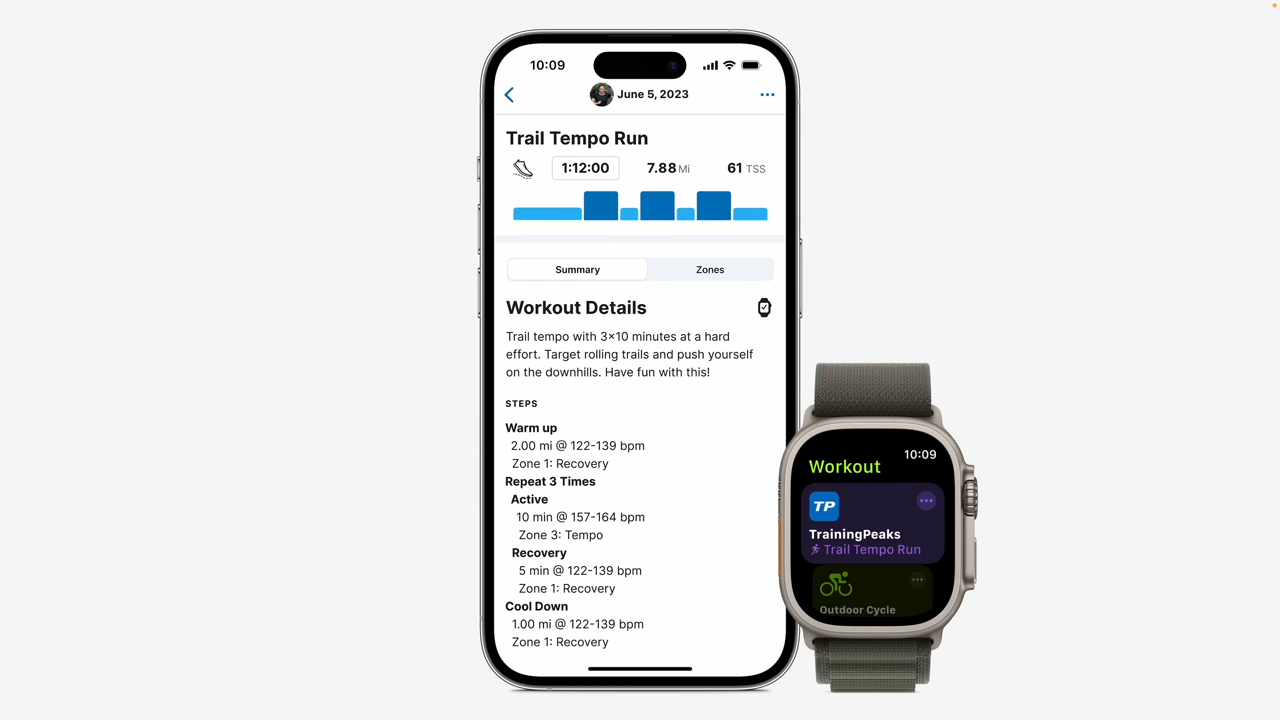 10:09
June 5, 2023
Trail Tempo Run
1:12:00 7.88 Mi 61 TSS
Summary Zones
Workout Details
Trail tempo with 3×10 minutes at a hard
effort. Target rolling trails and push yourself
on the downhills. Have fun with this!
STEPS
Warm up
2.00 mi @ 122-139 bpm
Zone 1: Recovery
Repeat 3 Times
Active
10 min @ 157-164 bpm
Zone 3: Tempo
Recovery
5 min @ 122-139 bpm
Zone 1: Recovery
Cool Down
1.00 mi @ 122-139 bpm
Zone 1: Recovery
10:09
Workout
TP
TrainingPeaks
Trail Tempo Run
Outdoor Cycle